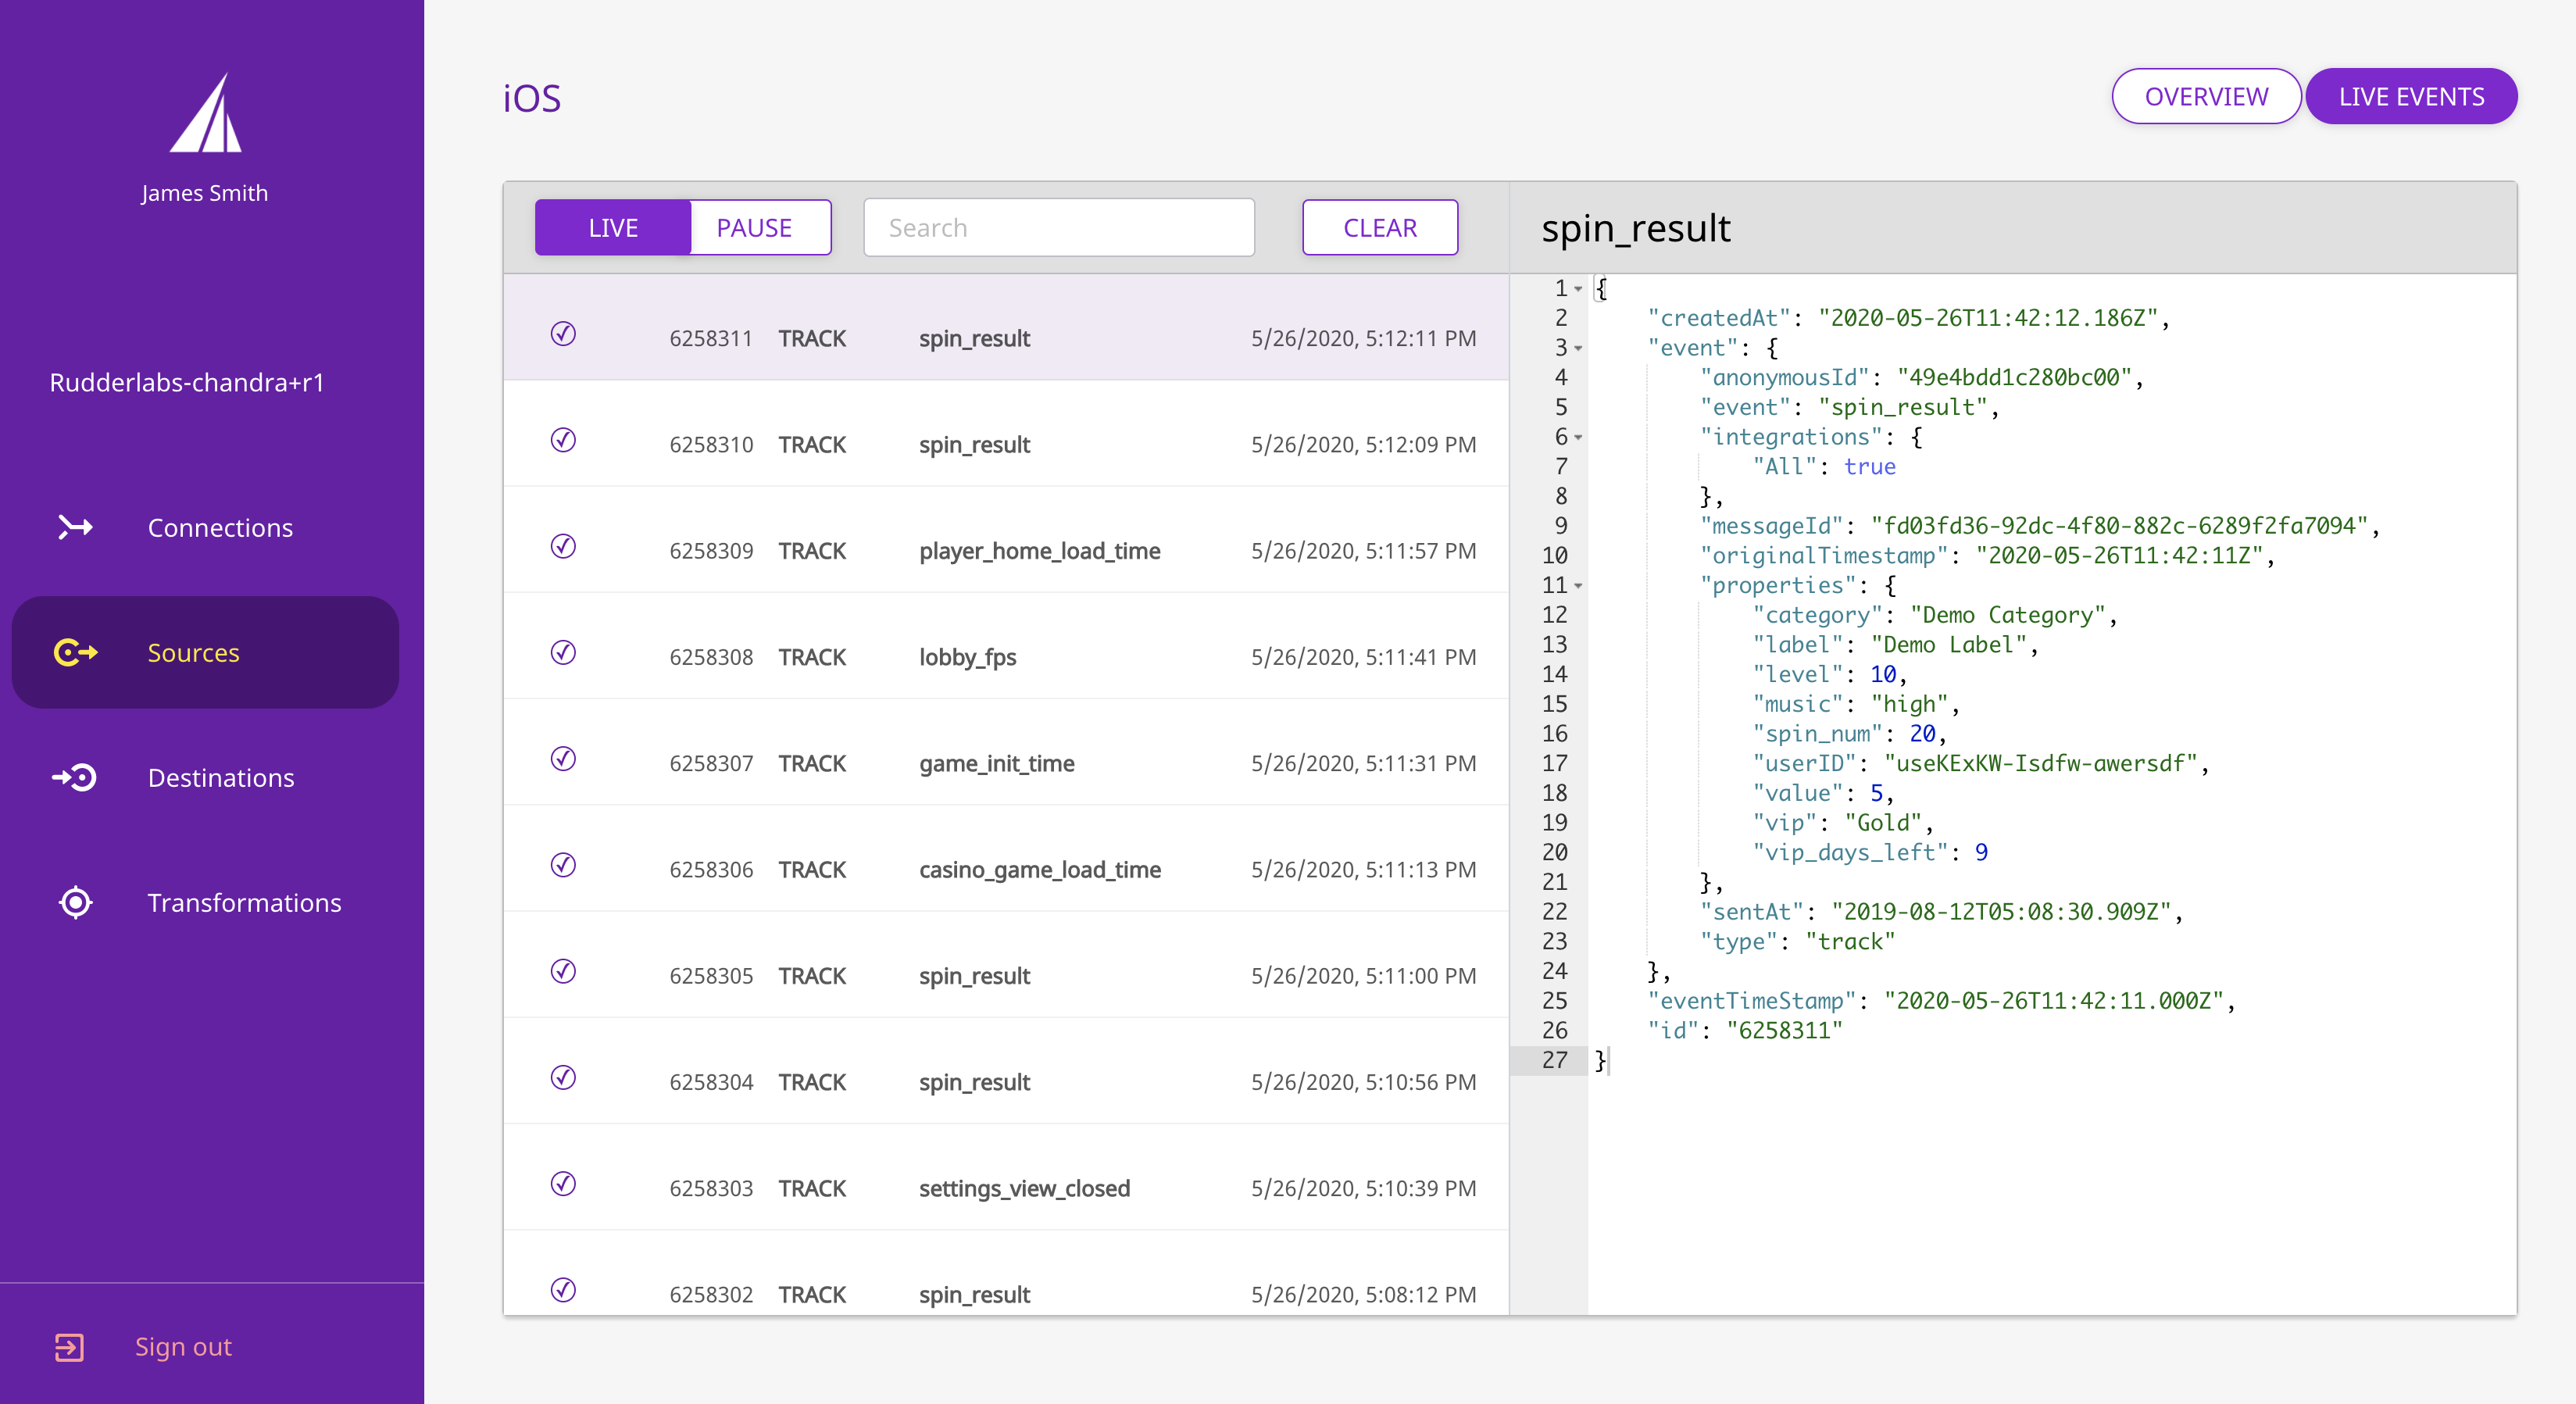 James Smith
Rudderlabs-chandra+r1
Connections
Sources
Destinations
Transformations
Sign out
iOS
OVERVIEW LIVE EVENTS
LIVE PAUSE Search CLEAR
6258311 TRACK spin_result 5/26/2020, 5:12:11 PM
6258310 TRACK spin_result 5/26/2020, 5:12:09 PM
6258309 TRACK player_home_load_time 5/26/2020, 5:11:57 PM
6258308 TRACK lobby_fps 5/26/2020, 5:11:41 PM
6258307 TRACK game_init_time 5/26/2020, 5:11:31 PM
6258306 TRACK casino_game_load_time 5/26/2020, 5:11:13 PM
6258305 TRACK spin_result 5/26/2020, 5:11:00 PM
6258304 TRACK spin_result 5/26/2020, 5:10:56 PM
6258303 TRACK settings_view_closed 5/26/2020, 5:10:39 PM
6258302 TRACK spin_result 5/26/2020, 5:08:12 PM
spin_result
1 {
2 "createdAt": "2020-05-26T11:42:12.186Z",
3 "event": {
4 "anonymousId": "49e4bdd1c280bc00",
5 "event": "spin_result",
6 "integrations": {
7 "All": true
8 },
9 "messageId": "fd03fd36-92dc-4f80-882c-6289f2fa7094",
10 "originalTimestamp": "2020-05-26T11:42:11Z",
11 "properties": {
12 "category": "Demo Category",
13 "label": "Demo Label",
14 "level": 10,
15 "music": "high",
16 "spin_num": 20,
17 "userID": "useKExKW-Isdfw-awersdf",
18 "value": 5,
19 "vip": "Gold",
20 "vip_days_left": 9
21 },
22 "sentAt": "2019-08-12T05:08:30.909Z",
23 "type": "track"
24 },
25 "eventTimeStamp": "2020-05-26T11:42:11.000Z",
26 "id": "6258311"
27 }